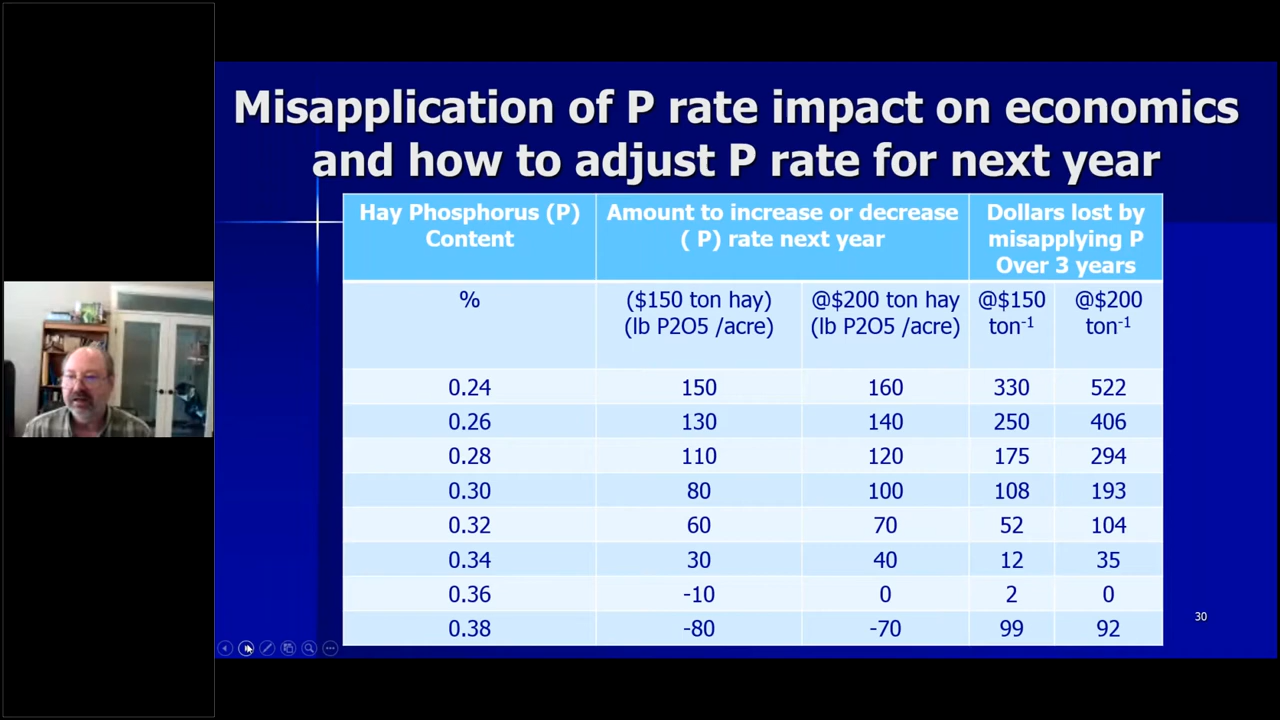 Misapplication of P rate impact on economics
and how to adjust P rate for next year
Hay Phosphorus (P)
Content
Amount to increase or decrease
( P) rate next year
Dollars lost by
misapplying P
Over 3 years
%
($150 ton hay)
(lb P2O5 /acre)
@$200 ton hay
(lb P2O5 /acre)
@$150
ton⁻¹
@$200
ton⁻¹
0.24 150 160 330 522
0.26 130 140 250 406
0.28 110 120 175 294
0.30 80 100 108 193
0.32 60 70 52 104
0.34 30 40 12 35
0.36 -10 0 2 0
0.38 -80 -70 99 92
30